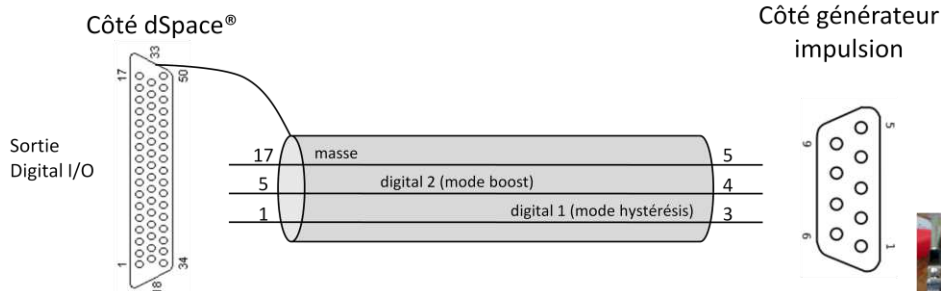 Côté dSpace®
Côté générateur
impulsion
33
17
50
Sortie
Digital I/O
17 masse 5
5 digital 2 (mode boost) 4
1 digital 1 (mode hystérésis) 3
1
34
18
5
9
6
1